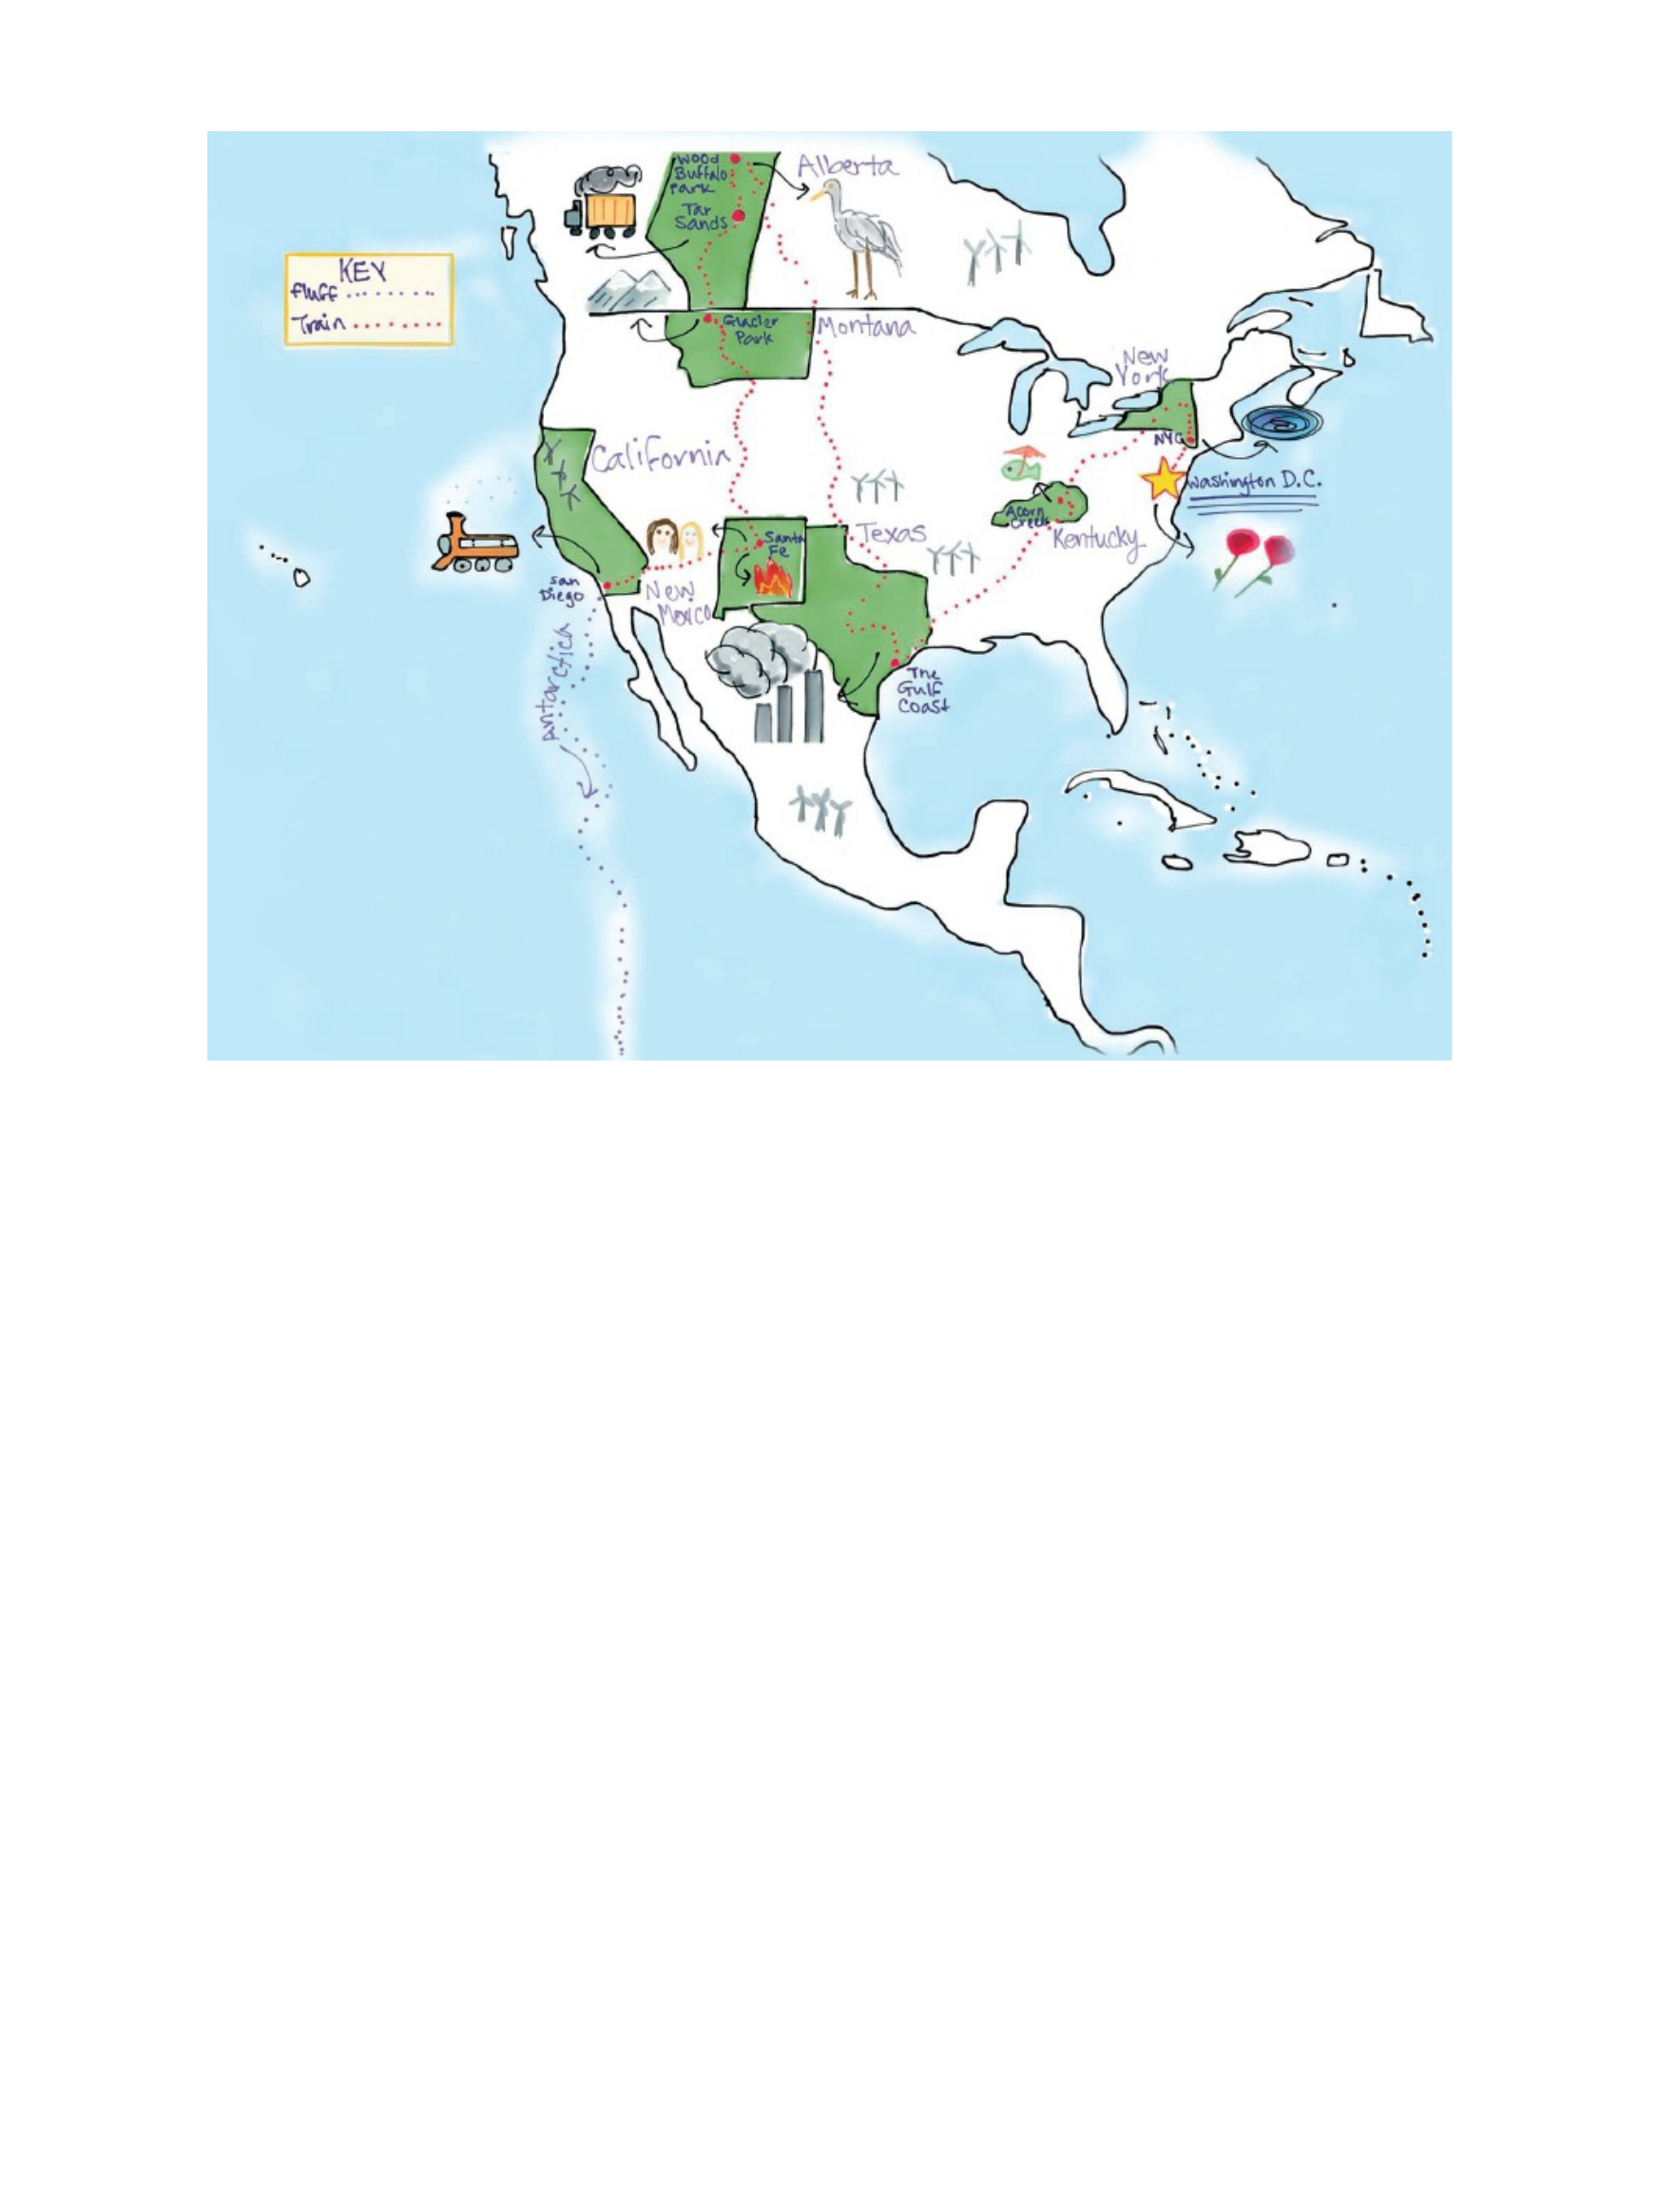 Wood
Buffalo
Park
Tar
Sands
Alberta
KEY
Fluff
Train
Glacier
Park
Montana
New
York
NYC
California
Washington D.C.
Acorn
Creek
Kentucky
Santa
Fe
Texas
San
Diego
New
Mexico
Antarctica
The
Gulf
Coast